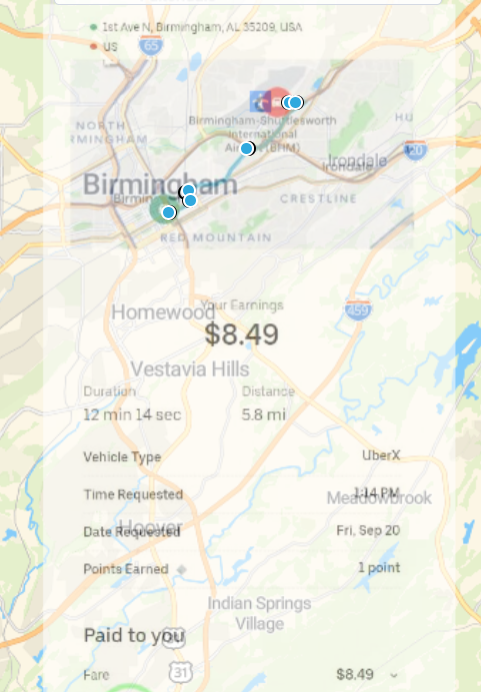 1st Ave N, Birmingham, AL 35209, USA
US
65
Birmingham-Shuttlesworth
International
Airport (BHM)
NORTH
BIRMINGHAM
HU
20
Irondale
Irondale
Birmingham
CRESTLINE
RED MOUNTAIN
Your Earnings
Homewood
$8.49
459
Vestavia Hills
Duration
Distance
12 min 14 sec
5.8 mi
Vehicle Type
UberX
Time Requested
1:14 PM
Meadowbrook
Hoover
Date Requested
Fri, Sep 20
Points Earned
1 point
Indian Springs
Village
Paid to you
31
Fare
$8.49